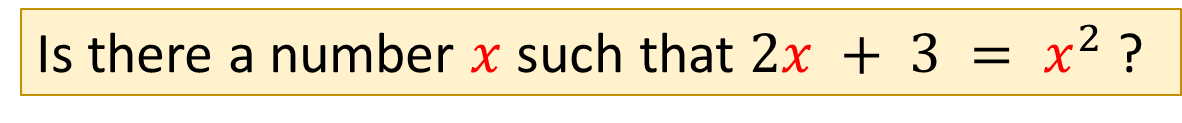 Is there a number x such that 2x + 3 = x² ?